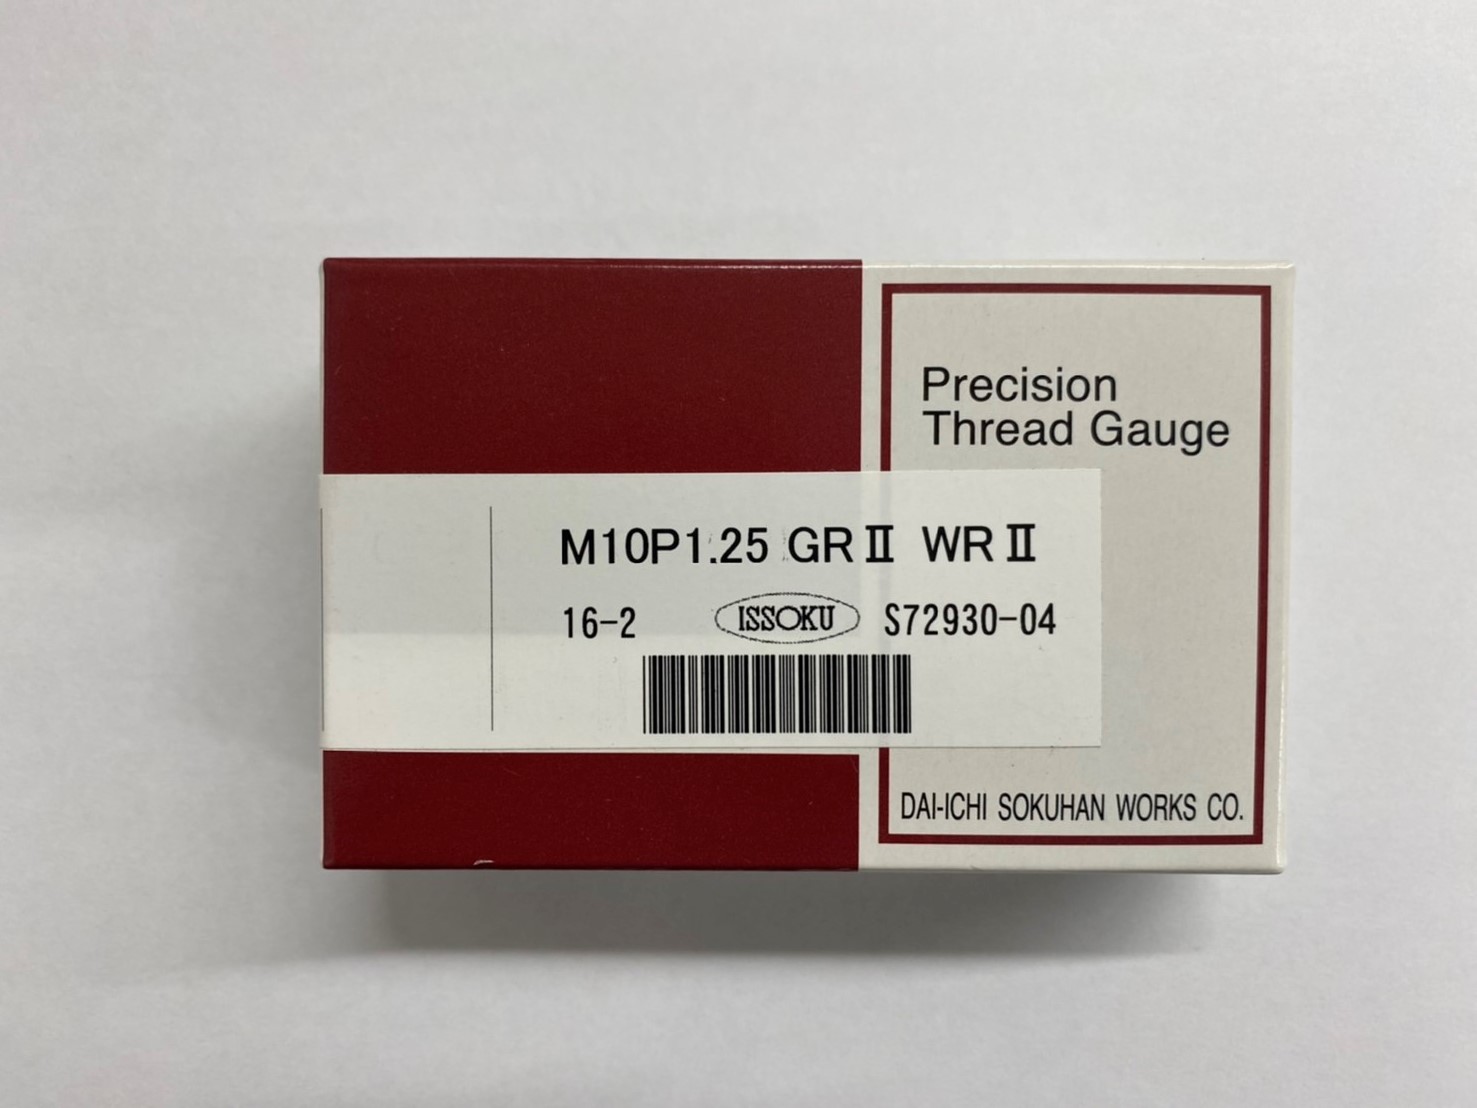 Precision
Thread Gauge
M10P1.25 GRⅡ WRⅡ
16-2 ISSOKU S72930-04
DAI-ICHI SOKUHAN WORKS CO.